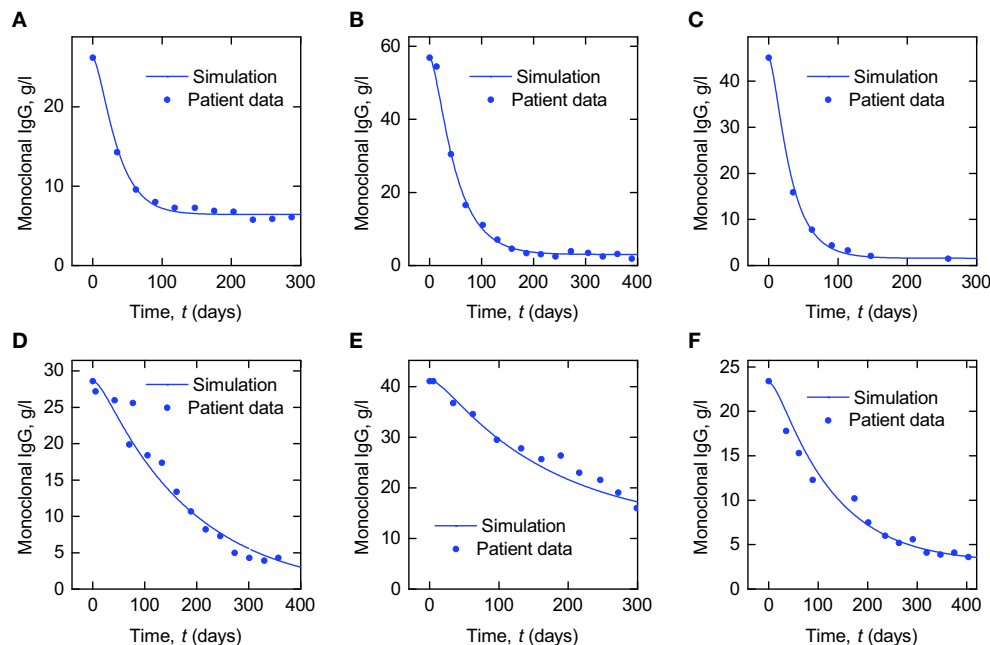 A
Monoclonal IgG, g/l
20
10
0
Simulation
Patient data
0 100 200 300
Time, t (days)
B
Monoclonal IgG, g/l
60
40
20
0
Simulation
Patient data
0 100 200 300 400
Time, t (days)
C
Monoclonal IgG, g/l
40
30
20
10
0
Simulation
Patient data
0 100 200 300
Time, t (days)
D
Monoclonal IgG, g/l
30
25
20
15
10
5
0
Simulation
Patient data
0 100 200 300 400
Time, t (days)
E
Monoclonal IgG, g/l
40
30
20
10
0
Simulation
Patient data
0 100 200 300
Time, t (days)
F
Monoclonal IgG, g/l
25
20
15
10
5
0
Simulation
Patient data
0 100 200 300 400
Time, t (days)